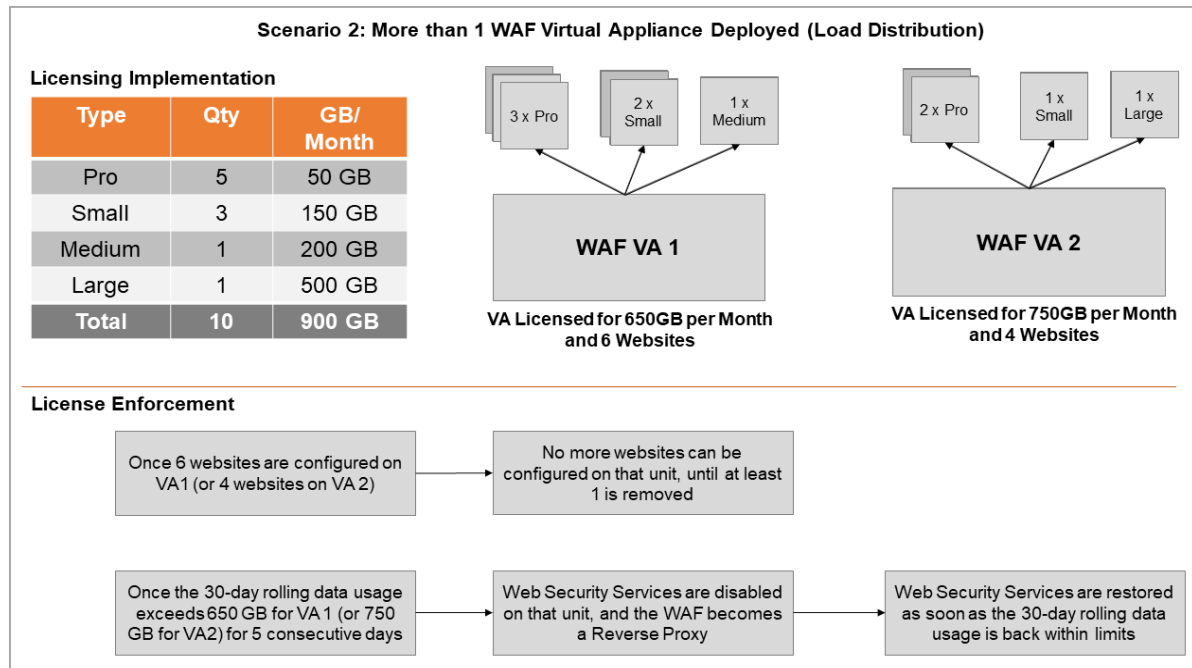 Scenario 2: More than 1 WAF Virtual Appliance Deployed (Load Distribution)
Licensing Implementation
Type Qty GB/
Month
Pro 5 50 GB
Small 3 150 GB
Medium 1 200 GB
Large 1 500 GB
Total 10 900 GB
3 x Pro
2 x
Small
1 x
Medium
WAF VA 1
VA Licensed for 650GB per Month
and 6 Websites
2 x Pro
1 x
Small
1 x
Large
WAF VA 2
VA Licensed for 750GB per Month
and 4 Websites
License Enforcement
Once 6 websites are configured on
VA1 (or 4 websites on VA 2)
No more websites can be
configured on that unit, until at least
1 is removed
Once the 30-day rolling data usage
exceeds 650 GB for VA 1 (or 750
GB for VA2) for 5 consecutive days
Web Security Services are disabled
on that unit, and the WAF becomes
a Reverse Proxy
Web Security Services are restored
as soon as the 30-day rolling data
usage is back within limits